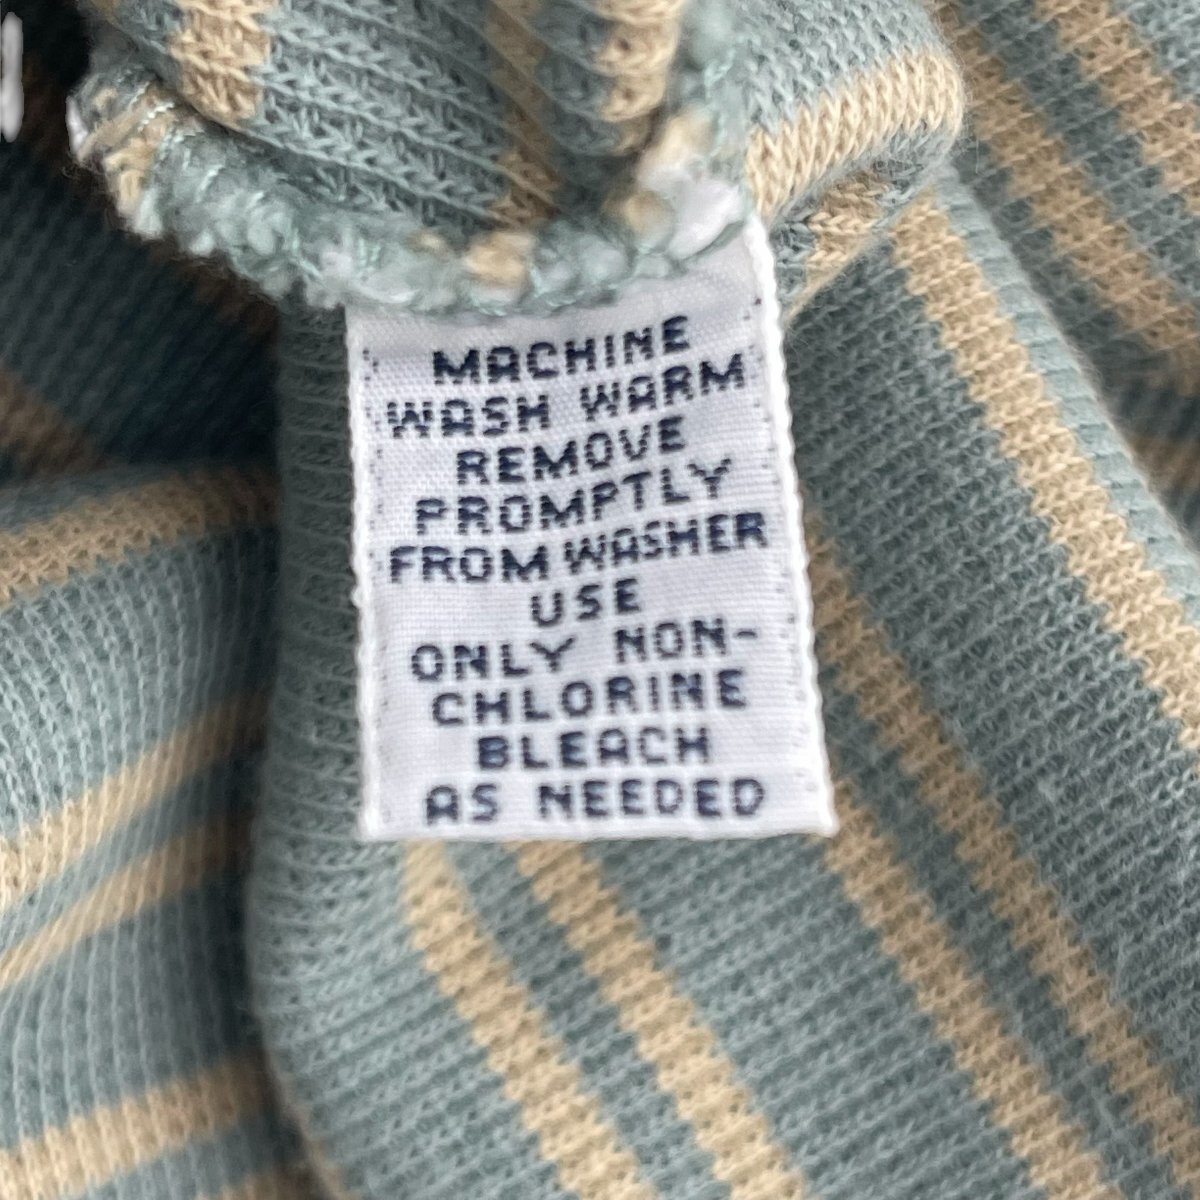 MACHINE
WASH WARM
REMOVE
PROMPTLY
FROM WASHER
USE
ONLY NON-
CHLORINE
BLEACH
AS NEEDED